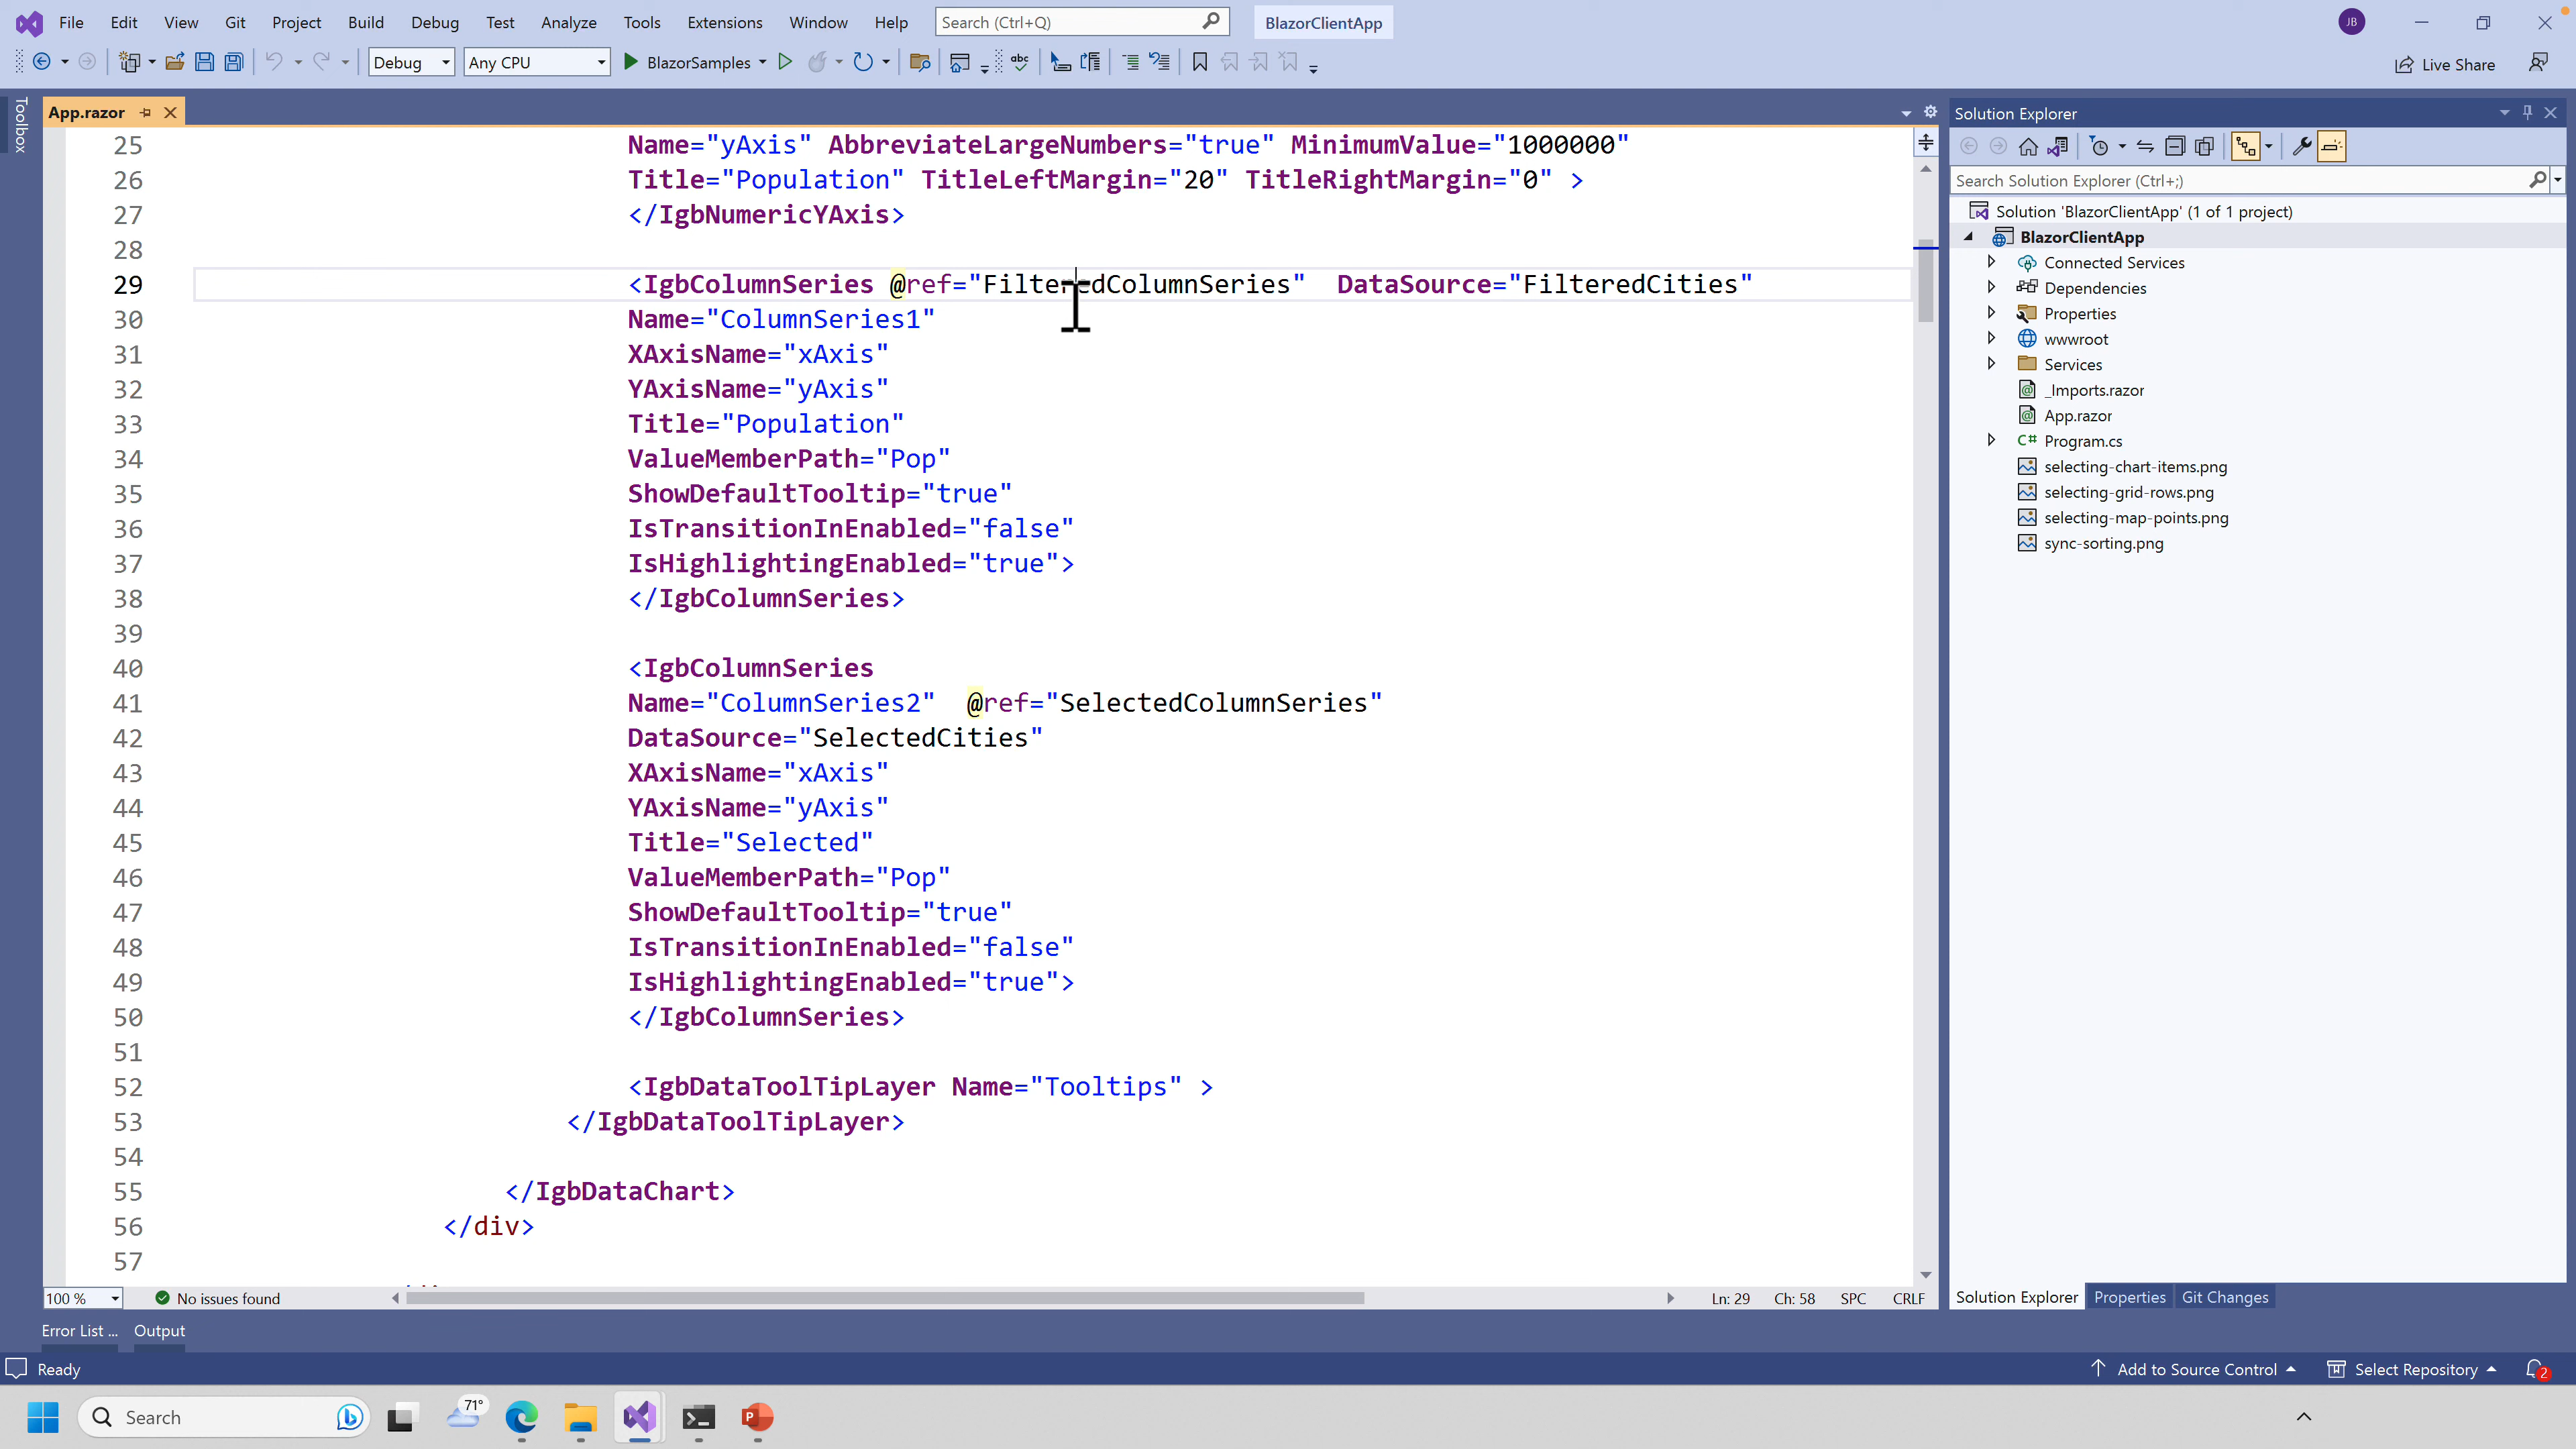 File Edit View Git Project Build Debug Test Analyze Tools Extensions Window Help Search (Ctrl+Q) BlazorClientApp JB
Debug Any CPU BlazorSamples abc Live Share
Toolbox
App.razor
25 Name="yAxis" AbbreviateLargeNumbers="true" MinimumValue="1000000"
26 Title="Population" TitleLeftMargin="20" TitleRightMargin="0" >
27 </IgbNumericYAxis>
28
29 <IgbColumnSeries @ref="FilteredColumnSeries" DataSource="FilteredCities"
30 Name="ColumnSeries1"
31 XAxisName="xAxis"
32 YAxisName="yAxis"
33 Title="Population"
34 ValueMemberPath="Pop"
35 ShowDefaultTooltip="true"
36 IsTransitionInEnabled="false"
37 IsHighlightingEnabled="true">
38 </IgbColumnSeries>
39
40 <IgbColumnSeries
41 Name="ColumnSeries2" @ref="SelectedColumnSeries"
42 DataSource="SelectedCities"
43 XAxisName="xAxis"
44 YAxisName="yAxis"
45 Title="Selected"
46 ValueMemberPath="Pop"
47 ShowDefaultTooltip="true"
48 IsTransitionInEnabled="false"
49 IsHighlightingEnabled="true">
50 </IgbColumnSeries>
51
52 <IgbDataToolTipLayer Name="Tooltips" >
53 </IgbDataToolTipLayer>
54
55 </IgbDataChart>
56 </div>
57
100 % No issues found Ln: 29 Ch: 58 SPC CRLF
Solution Explorer
Search Solution Explorer (Ctrl+;)
Solution 'BlazorClientApp' (1 of 1 project)
BlazorClientApp
Connected Services
Dependencies
Properties
wwwroot
Services
_Imports.razor
App.razor
C# Program.cs
selecting-chart-items.png
selecting-grid-rows.png
selecting-map-points.png
sync-sorting.png
Solution Explorer Properties Git Changes
Error List ... Output
Ready Add to Source Control Select Repository 2
Search 71°